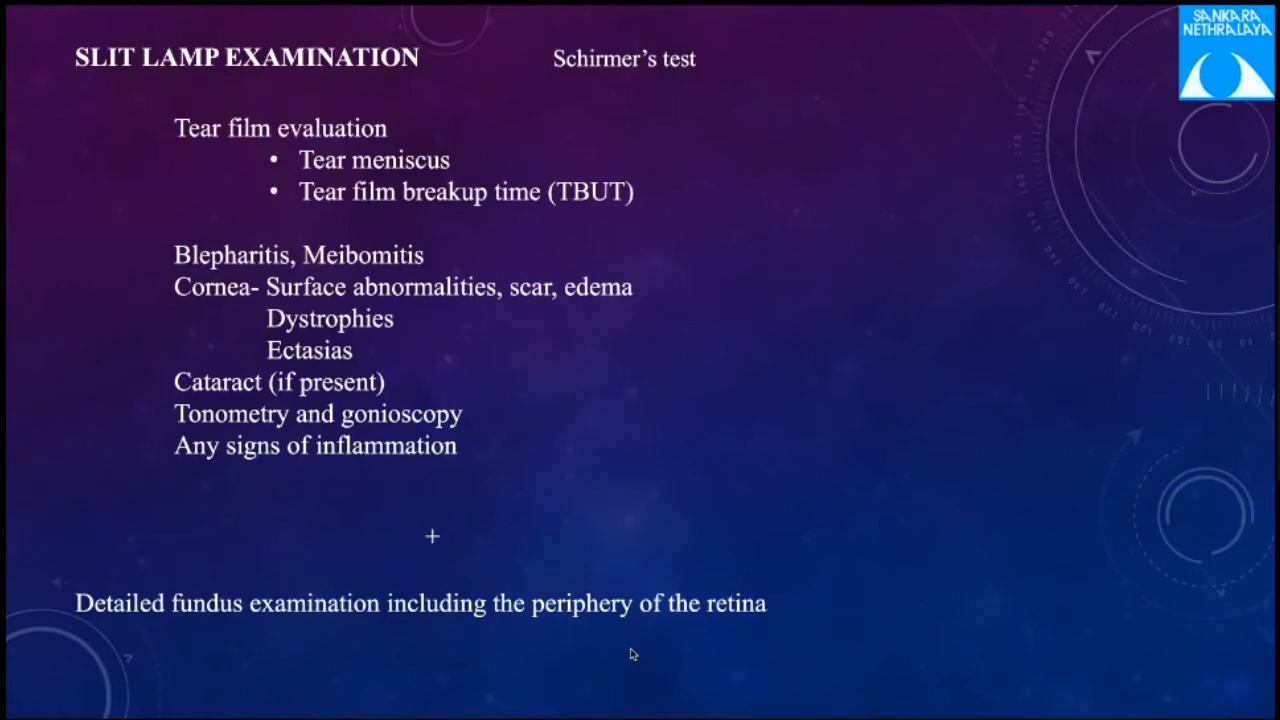 SANKARA
NETHRALAYA
SLIT LAMP EXAMINATION
Schirmer's test
Tear film evaluation
• Tear meniscus
• Tear film breakup time (TBUT)
Blepharitis, Meibomitis
Cornea- Surface abnormalities, scar, edema
Dystrophies
Ectasias
Cataract (if present)
Tonometry and gonioscopy
Any signs of inflammation
+
Detailed fundus examination including the periphery of the retina